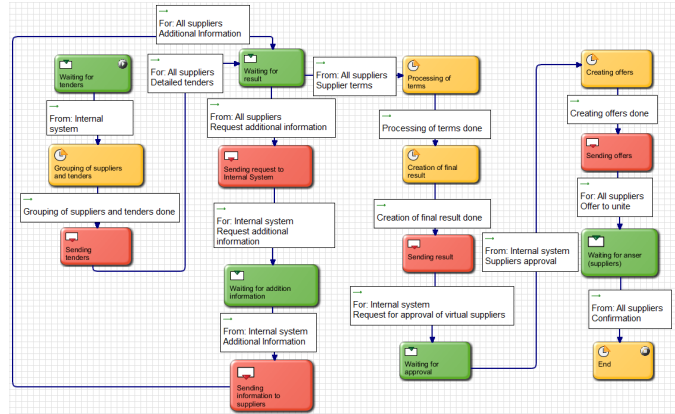 For: All suppliers
Additional Information
Waiting for
tenders
From: Internal
system
Grouping of suppliers
and tenders
Grouping of suppliers and tenders done
Sending
tenders
For: All suppliers
Detailed tenders
Waiting for
result
From: All suppliers
Request additional information
Sending request to
Internal System
For: Internal system
Request additional
information
Waiting for addition
information
From: Internal system
Additional Information
Sending
information to
suppliers
From: All suppliers
Supplier terms
Processing of
terms
Processing of terms done
Creation of final
result
Creation of final result done
Sending result
For: Internal system
Request for approval of virtual suppliers
Waiting for
approval
From: Internal system
Suppliers approval
Creating offers
Creating offers done
Sending offers
For: All suppliers
Offer to unite
Waiting for anser
(suppliers)
From: All suppliers
Confirmation
End